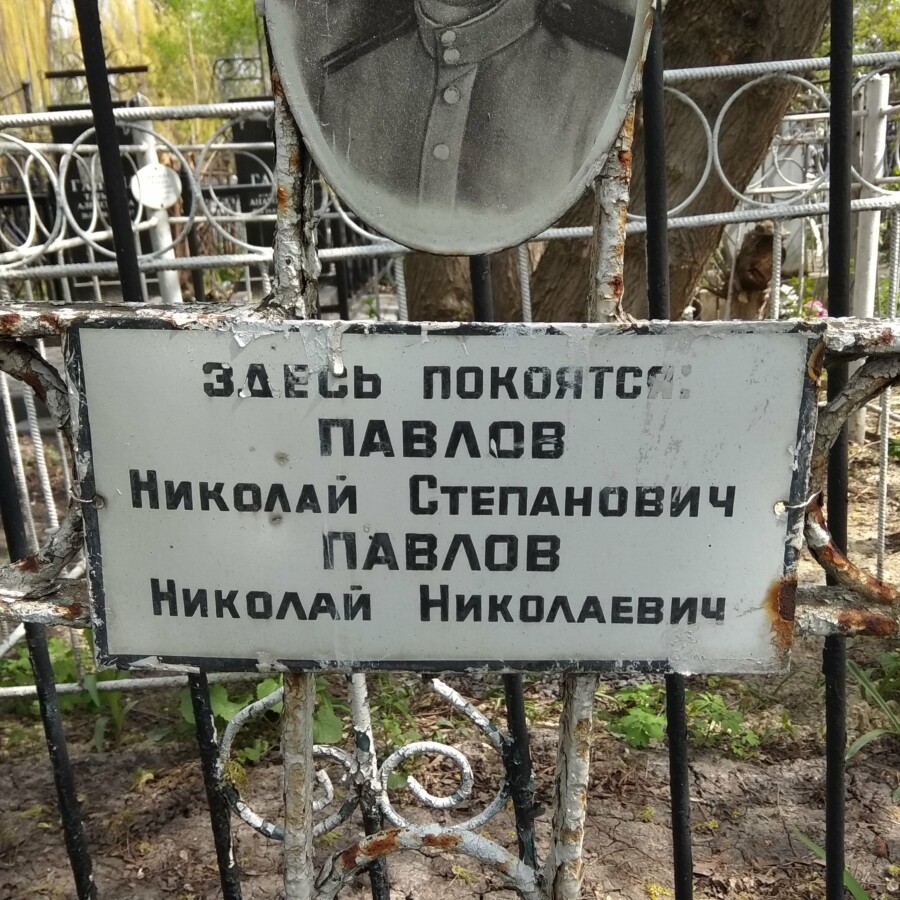 ЗДЕСЬ ПОКОЯТСЯ:
ПАВЛОВ
НИКОЛАЙ СТЕПАНОВИЧ
ПАВЛОВ
НИКОЛАЙ НИКОЛАЕВИЧ